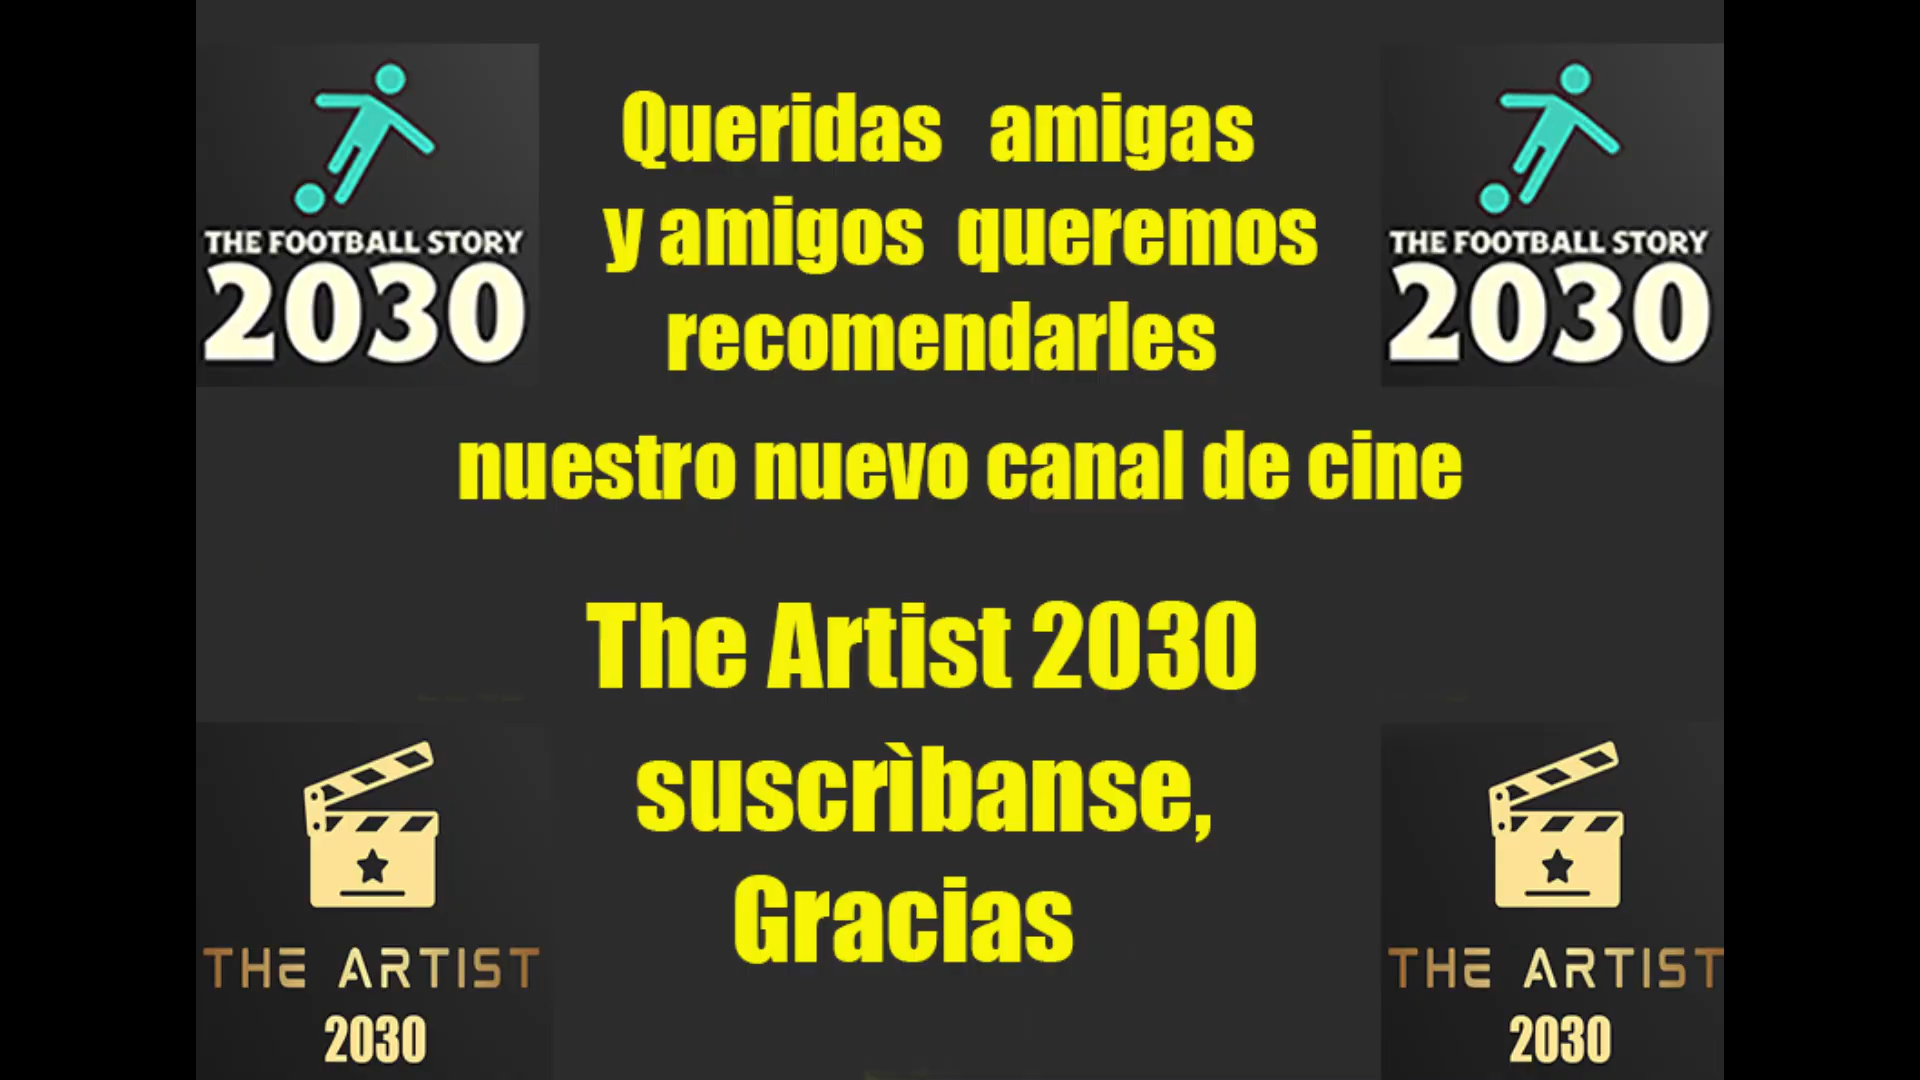 THE FOOTBALL STORY
2030
Queridas amigas
y amigos queremos
recomendarles
nuestro nuevo canal de cine
THE FOOTBALL STORY
2030
The Artist 2030
suscrìbanse,
Gracias
THE ARTIST
2030
THE ARTIST
2030